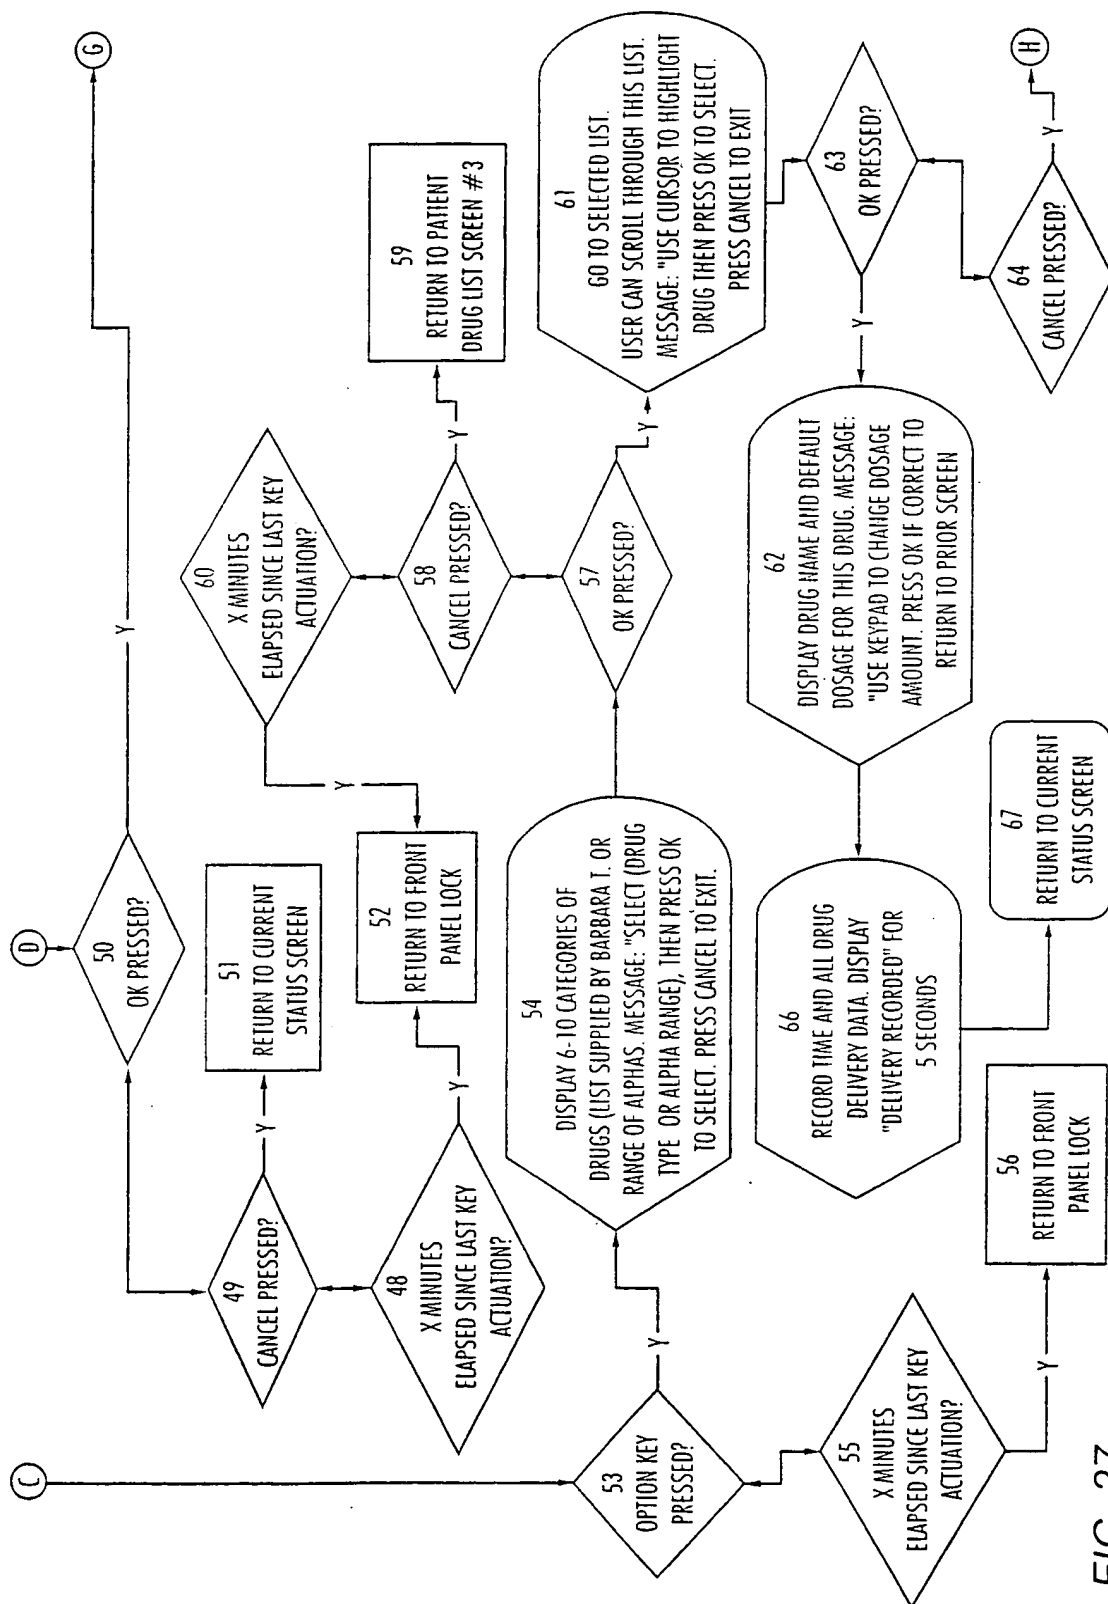 C
D
G
50
OK PRESSED?
Y
49
CANCEL PRESSED?
Y
51
RETURN TO CURRENT
STATUS SCREEN
48
X MINUTES
ELAPSED SINCE LAST KEY
ACTUATION?
Y
52
RETURN TO FRONT
PANEL LOCK
Y
60
X MINUTES
ELAPSED SINCE LAST KEY
ACTUATION?
58
CANCEL PRESSED?
Y
59
RETURN TO PATIENT
DRUG LIST SCREEN #3
57
OK PRESSED?
Y
53
OPTION KEY
PRESSED?
Y
54
DISPLAY 6-10 CATEGORIES OF
DRUGS (LIST SUPPLIED BY BARBARA T. OR
RANGE OF ALPHAS. MESSAGE: "SELECT (DRUG
TYPE OR ALPHA RANGE), THEN PRESS OK
TO SELECT. PRESS CANCEL TO EXIT.
61
GO TO SELECTED LIST.
USER CAN SCROLL THROUGH THIS LIST.
MESSAGE: "USE CURSOR TO HIGHLIGHT
DRUG THEN PRESS OK TO SELECT.
PRESS CANCEL TO EXIT
55
X MINUTES
ELAPSED SINCE LAST KEY
ACTUATION?
Y
56
RETURN TO FRONT
PANEL LOCK
66
RECORD TIME AND ALL DRUG
DELIVERY DATA. DISPLAY
"DELIVERY RECORDED" FOR
5 SECONDS
67
RETURN TO CURRENT
STATUS SCREEN
62
DISPLAY DRUG NAME AND DEFAULT
DOSAGE FOR THIS DRUG. MESSAGE:
"USE KEYPAD TO CHANGE DOSAGE
AMOUNT. PRESS OK IF CORRECT TO
RETURN TO PRIOR SCREEN
Y
63
OK PRESSED?
64
CANCEL PRESSED?
Y
H
FIG. 27